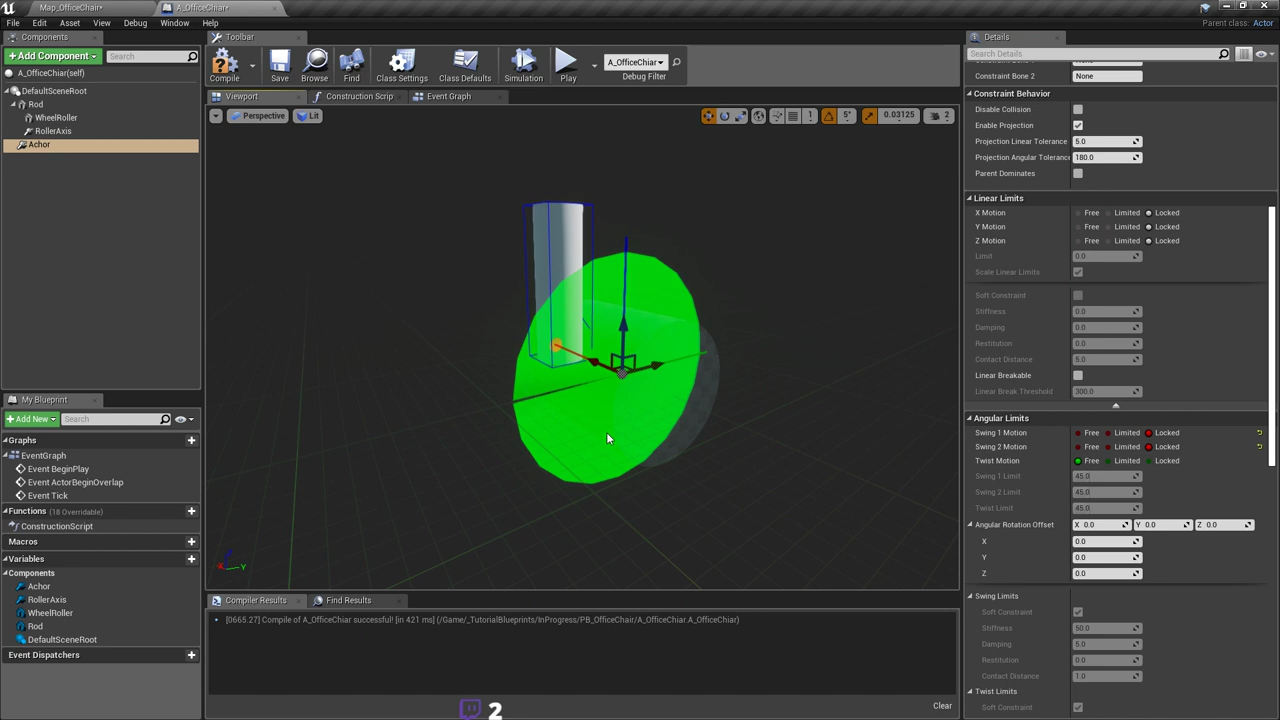 Map_OfficeChair*
A_OfficeChiar*
File Edit Asset View Debug Window Help
Parent class: Actor
Components
Toolbar
Details
Add Component
Search
Search Details
A_OfficeChiar(self)
Compile
Save
Browse
Find
Class Settings
Class Defaults
Simulation
Play
A_OfficeChiar
Debug Filter
Constraint Bone 2 None
DefaultSceneRoot
Rod
WheelRoller
RollerAxis
Achor
Viewport
Construction Scrip
Event Graph
Perspective
Lit
5°
0.03125
2
Constraint Behavior
Disable Collision
Enable Projection
Projection Linear Tolerance 5.0
Projection Angular Toleranc 180.0
Parent Dominates
Linear Limits
X Motion Free Limited Locked
Y Motion Free Limited Locked
Z Motion Free Limited Locked
Limit 0.0
Scale Linear Limits
Soft Constraint
Stiffness 0.0
Damping 0.0
Restitution 0.0
Contact Distance 5.0
Linear Breakable
Linear Break Threshold 300.0
Angular Limits
Swing 1 Motion Free Limited Locked
Swing 2 Motion Free Limited Locked
Twist Motion Free Limited Locked
Swing 1 Limit 45.0
Swing 2 Limit 45.0
Twist Limit 45.0
Angular Rotation Offset X 0.0 Y 0.0 Z 0.0
X 0.0
Y 0.0
Z 0.0
Swing Limits
Soft Constraint
Stiffness 50.0
Damping 5.0
Restitution 0.0
Contact Distance 1.0
Twist Limits
Soft Constraint
My Blueprint
Add New
Search
Graphs
EventGraph
Event BeginPlay
Event ActorBeginOverlap
Event Tick
Functions (18 Overridable)
ConstructionScript
Macros
Variables
Components
Achor
RollerAxis
WheelRoller
Rod
DefaultSceneRoot
Event Dispatchers
X Y
Compiler Results
Find Results
[0665.27] Compile of A_OfficeChiar successful! [in 421 ms] (/Game/_TutorialBlueprints/InProgress/PB_OfficeChair/A_OfficeChiar.A_OfficeChiar)
Clear
2